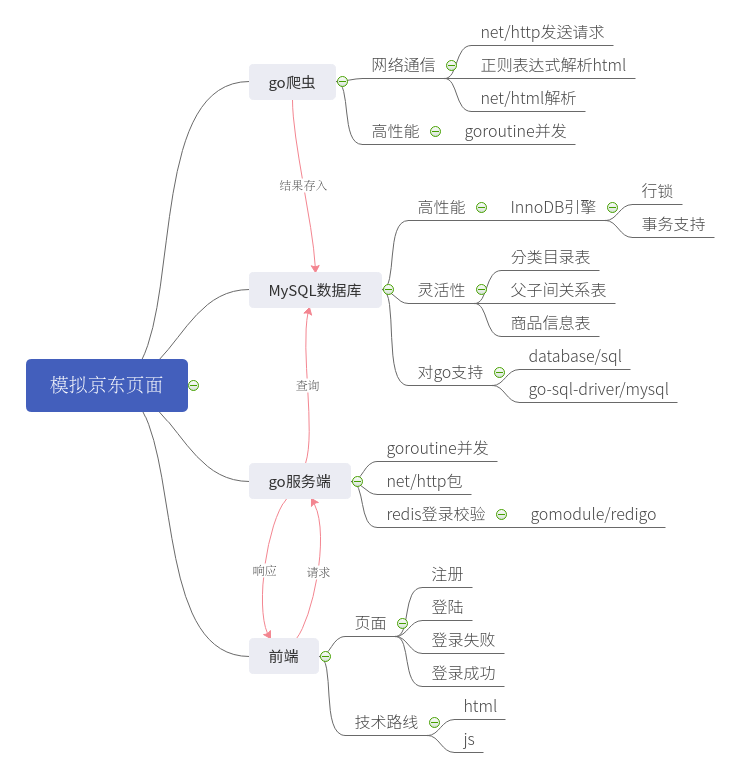 模拟京东页面
go爬虫
网络通信
net/http发送请求
正则表达式解析html
net/html解析
高性能
goroutine并发
结果存入
MySQL数据库
高性能
InnoDB引擎
行锁
事务支持
灵活性
分类目录表
父子间关系表
商品信息表
对go支持
database/sql
go-sql-driver/mysql
查询
go服务端
goroutine并发
net/http包
redis登录校验
gomodule/redigo
响应
请求
前端
页面
注册
登陆
登录失败
登录成功
技术路线
html
js